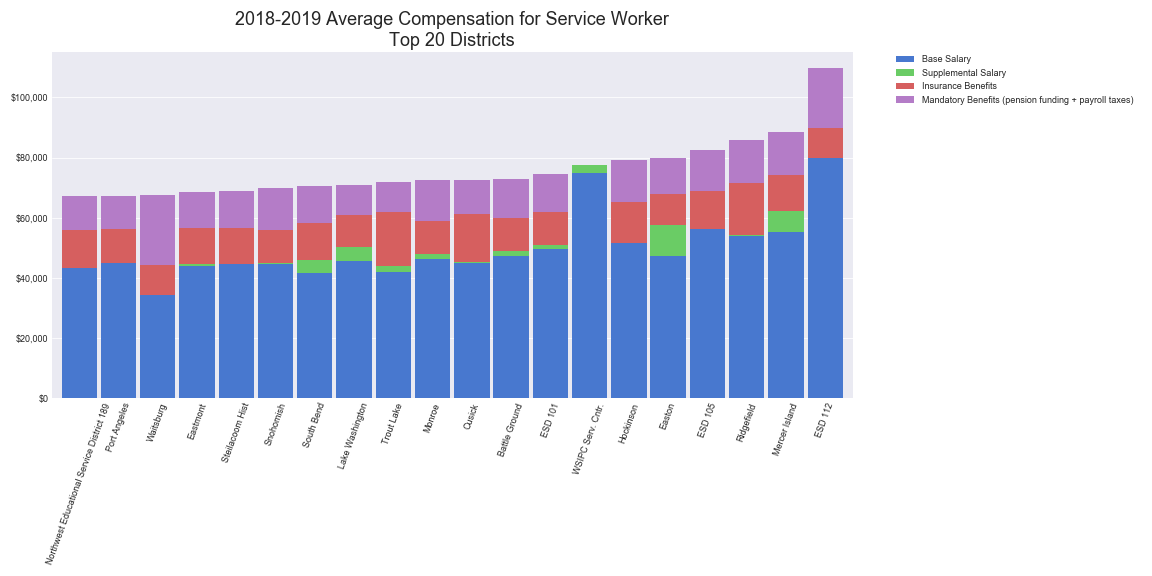 2018-2019 Average Compensation for Service Worker
Top 20 Districts
Base Salary
Supplemental Salary
Insurance Benefits
Mandatory Benefits (pension funding + payroll taxes)
$100,000
$80,000
$60,000
$40,000
$20,000
$0
Northwest Educational Service District 189
Port Angeles
Waitsburg
Eastmont
Steilacoom Hist
Snohomish
South Bend
Lake Washington
Trout Lake
Monroe
Cusick
Battle Ground
ESD 101
WSIPC Serv. Cntr.
Hockinson
Easton
ESD 105
Ridgefield
Mercer Island
ESD 112